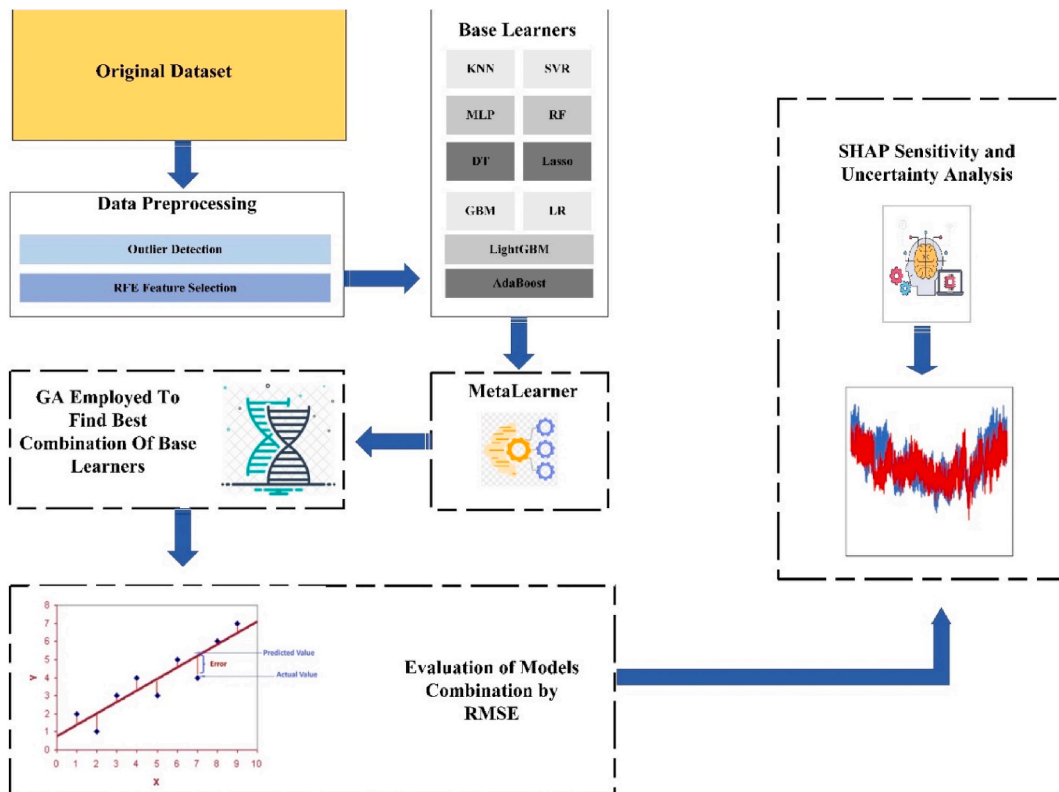 Original Dataset
Data Preprocessing
Outlier Detection
RFE Feature Selection
Base Learners
KNN
SVR
MLP
RF
DT
Lasso
GBM
LR
LightGBM
AdaBoost
MetaLearner
GA Employed To
Find Best
Combination Of Base
Learners
8
7
6
5
4
3
2
1
0
Y
0 1 2 3 4 5 6 7 8 9 10
X
Predicted Value
Error
Actual Value
Evaluation of Models
Combination by
RMSE
SHAP Sensitivity and
Uncertainty Analysis